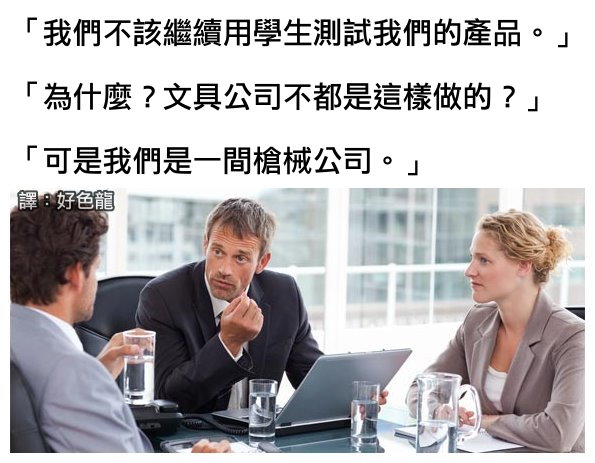 「我們不該繼續用學生測試我們的產品。」
「為什麼？文具公司不都是這樣做的？」
「可是我們是一間槍械公司。」
譯：好色龍